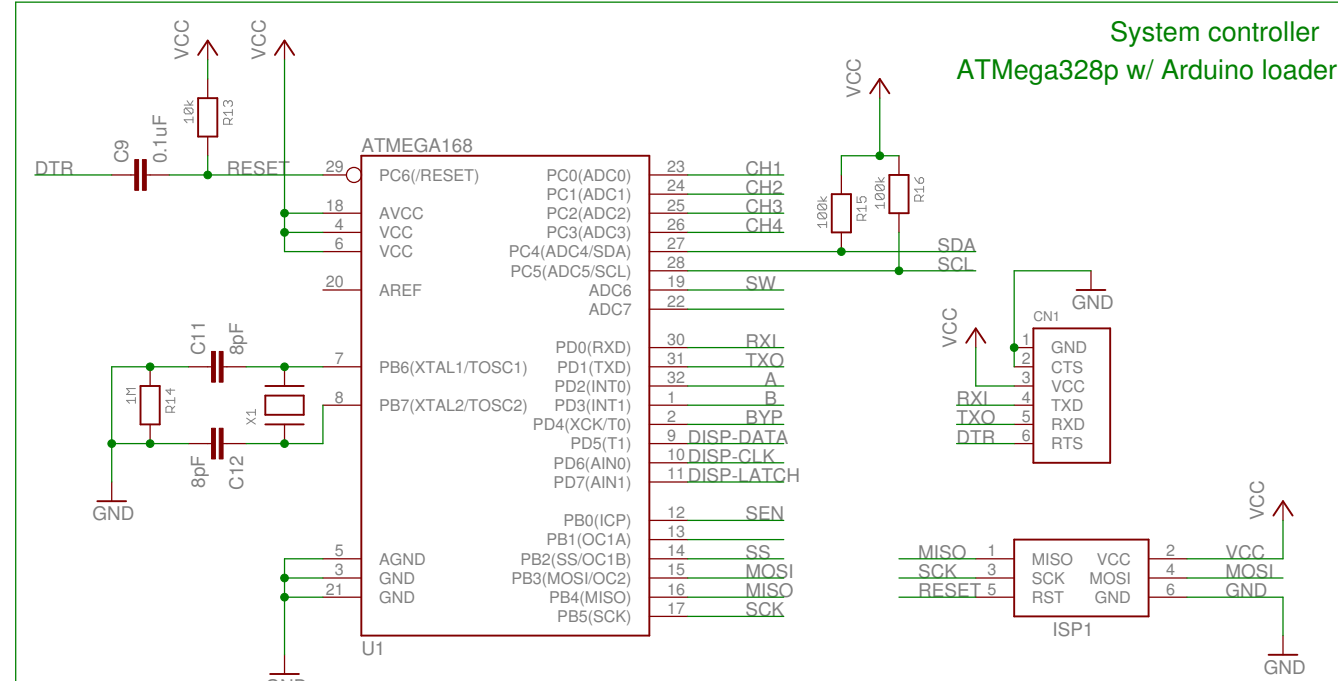 System controller
ATMega328p w/ Arduino loader
VCC
VCC
10k
R13
C9
0.1uF
DTR
RESET
ATMEGA168
29
PC6(/RESET)
18
AVCC
4
VCC
6
VCC
20
AREF
7
PB6(XTAL1/TOSC1)
8
PB7(XTAL2/TOSC2)
5
AGND
3
GND
21
GND
U1
PC0(ADC0)
23
CH1
PC1(ADC1)
24
CH2
PC2(ADC2)
25
CH3
PC3(ADC3)
26
CH4
PC4(ADC4/SDA)
27
SDA
PC5(ADC5/SCL)
28
SCL
ADC6
19
SW
ADC7
22
PD0(RXD)
30
RXI
PD1(TXD)
31
TXO
PD2(INT0)
32
A
PD3(INT1)
1
B
PD4(XCK/T0)
2
BYP
PD5(T1)
9
DISP-DATA
PD6(AIN0)
10
DISP-CLK
PD7(AIN1)
11
DISP-LATCH
PB0(ICP)
12
SEN
PB1(OC1A)
13
PB2(SS/OC1B)
14
SS
PB3(MOSI/OC2)
15
MOSI
PB4(MISO)
16
MISO
PB5(SCK)
17
SCK
C11
8pF
1M
R14
X1
8pF
C12
GND
GND
VCC
100k
R15
100k
R16
GND
VCC
CN1
1
GND
2
CTS
3
VCC
RXI
4
TXD
TXO
5
RXD
DTR
6
RTS
VCC
MISO
1
MISO
VCC
2
VCC
SCK
3
SCK
MOSI
4
MOSI
RESET
5
RST
GND
6
GND
ISP1
GND